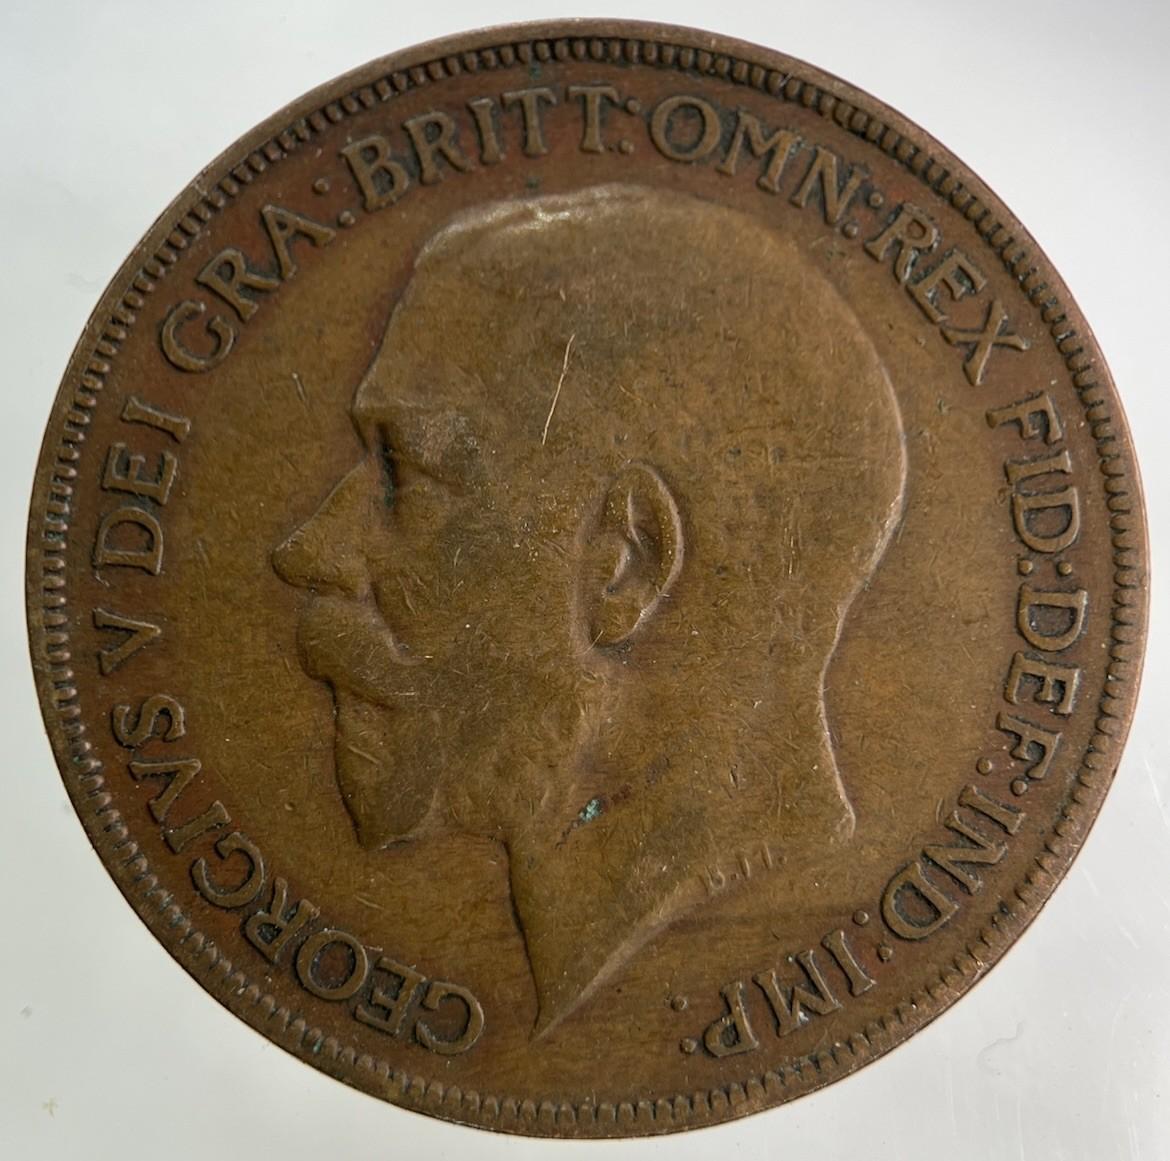 GEORGIVS V DEI GRA: BRITT: OMN: REX FID: DEF: IND: IMP:
B.M.